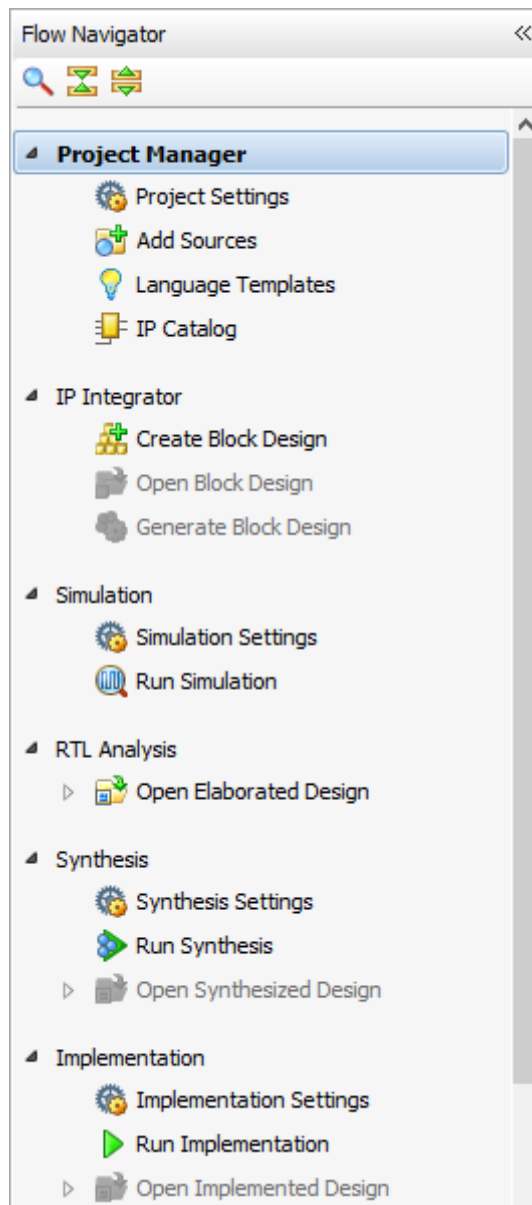 Flow Navigator
Project Manager
Project Settings
Add Sources
Language Templates
IP Catalog
IP Integrator
Create Block Design
Open Block Design
Generate Block Design
Simulation
Simulation Settings
Run Simulation
RTL Analysis
Open Elaborated Design
Synthesis
Synthesis Settings
Run Synthesis
Open Synthesized Design
Implementation
Implementation Settings
Run Implementation
Open Implemented Design